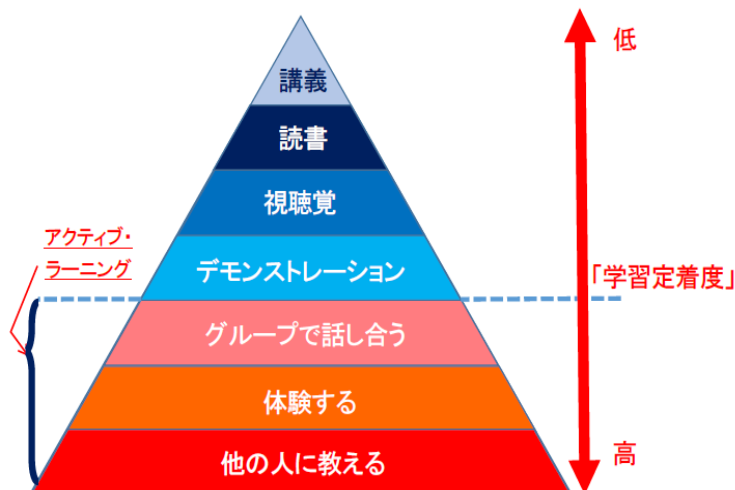 講義
読書
視聴覚
デモンストレーション
グループで話し合う
体験する
他の人に教える
アクティブ・
ラーニング
低
「学習定着度」
高